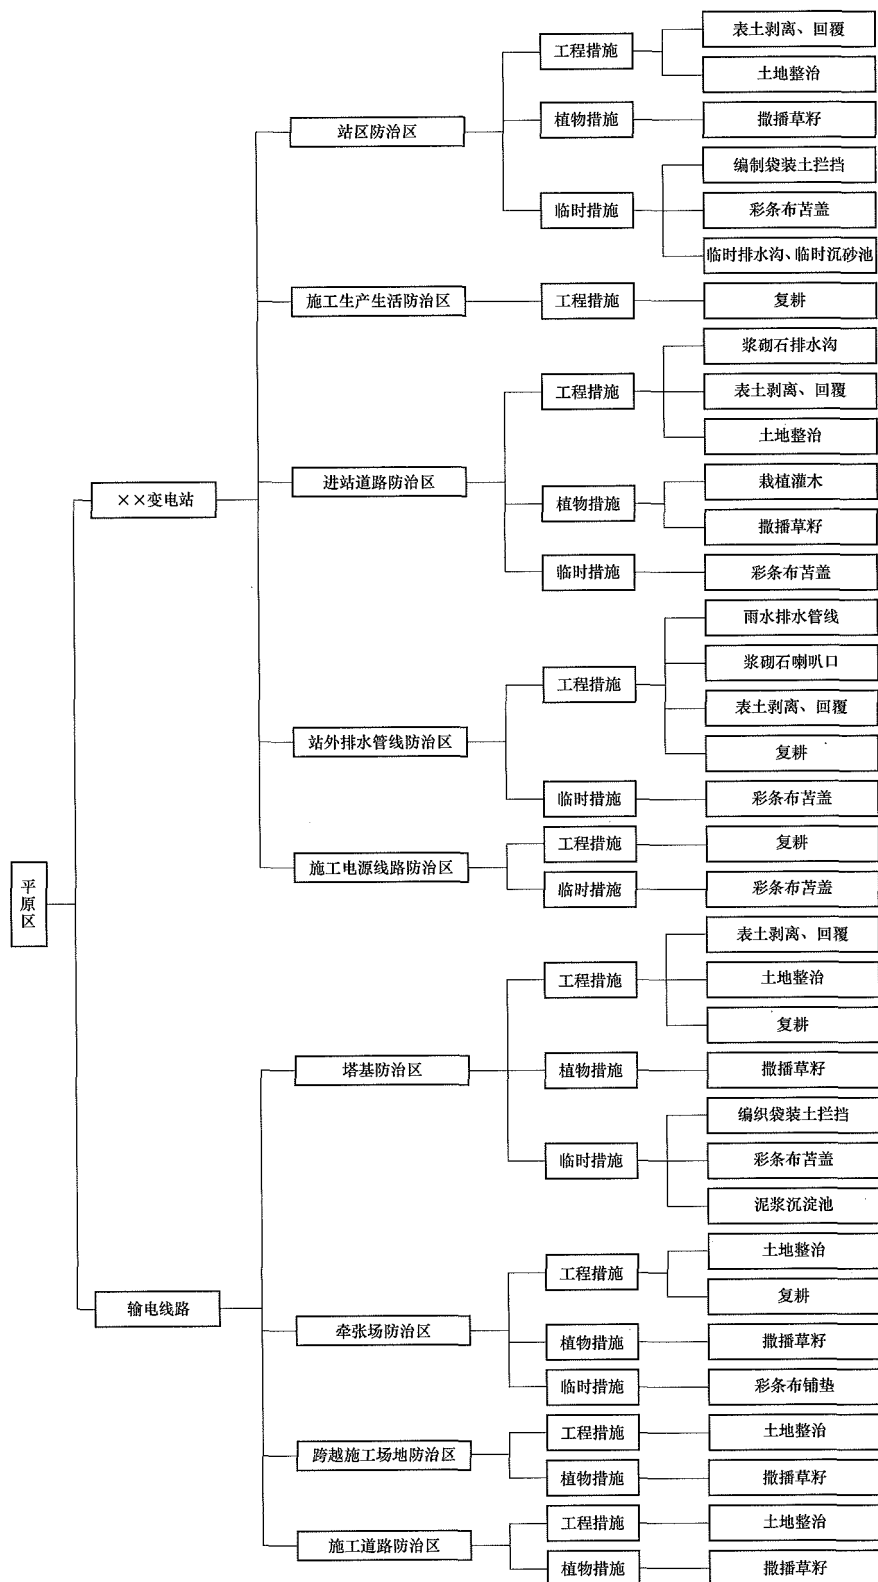 平原区
××变电站
站区防治区
工程措施
表土剥离、回覆
土地整治
植物措施
撒播草籽
临时措施
编制袋装土拦挡
彩条布苫盖
临时排水沟、临时沉砂池
施工生产生活防治区
工程措施
复耕
进站道路防治区
工程措施
浆砌石排水沟
表土剥离、回覆
土地整治
植物措施
栽植灌木
撒播草籽
临时措施
彩条布苫盖
站外排水管线防治区
工程措施
雨水排水管线
浆砌石喇叭口
表土剥离、回覆
复耕
临时措施
彩条布苫盖
施工电源线路防治区
工程措施
复耕
临时措施
彩条布苫盖
输电线路
塔基防治区
工程措施
表土剥离、回覆
土地整治
复耕
植物措施
撒播草籽
临时措施
编织袋装土拦挡
彩条布苫盖
泥浆沉淀池
牵张场防治区
工程措施
土地整治
复耕
植物措施
撒播草籽
临时措施
彩条布铺垫
跨越施工场地防治区
工程措施
土地整治
植物措施
撒播草籽
施工道路防治区
工程措施
土地整治
植物措施
撒播草籽